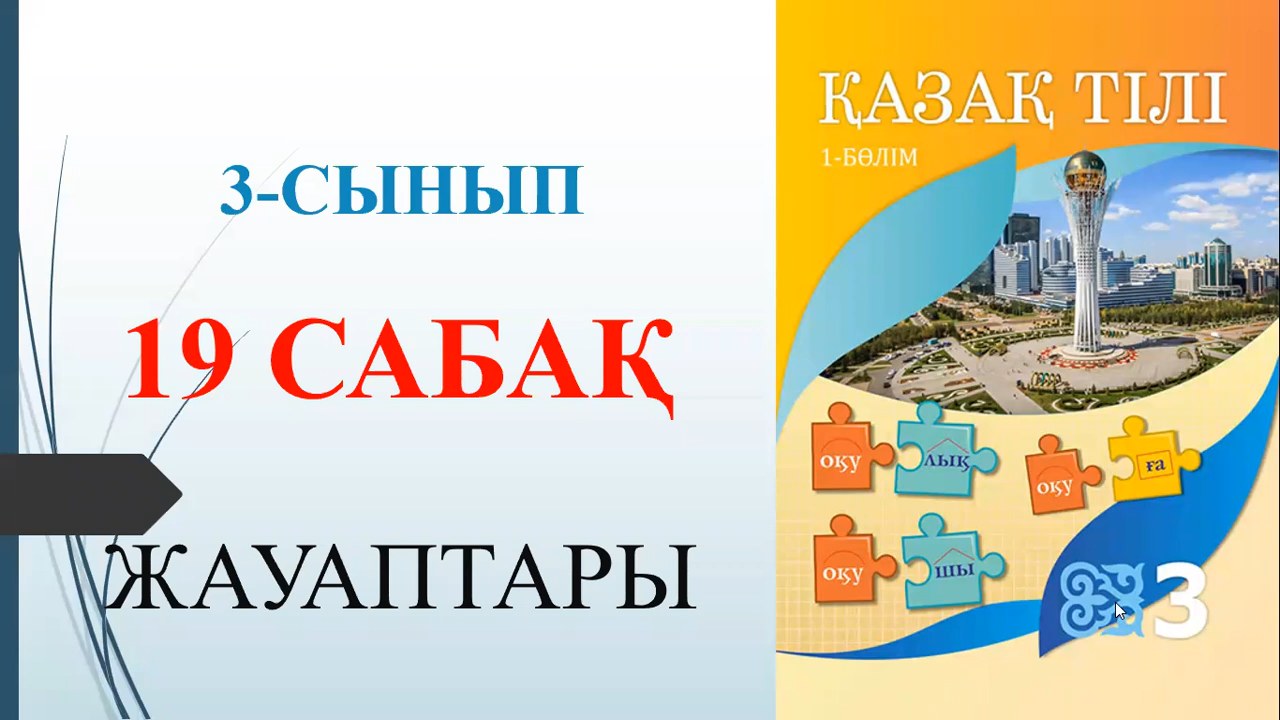 3-СЫНЫП
19 САБАҚ
ЖАУАПТАРЫ
ҚАЗАҚ ТІЛІ
1-БӨЛІМ
оқу лық
оқу ға
оқу шы
3